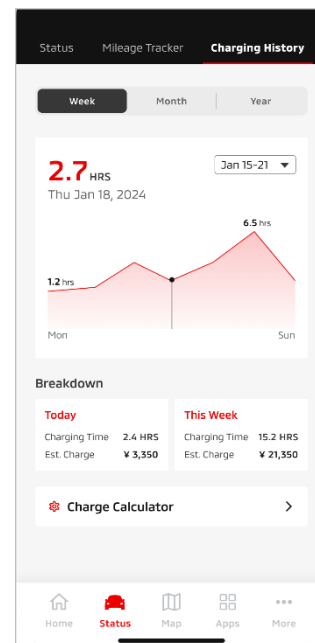 Status Mileage Tracker Charging History
Week Month Year
2.7 HRS Jan 15-21
Thu Jan 18, 2024
6.5 hrs
1.2 hrs
Mon Sun
Breakdown
Today This Week
Charging Time 2.4 HRS Charging Time 15.2 HRS
Est. Charge ¥ 3,350 Est. Charge ¥ 21,350
Charge Calculator
Home Status Map Apps More